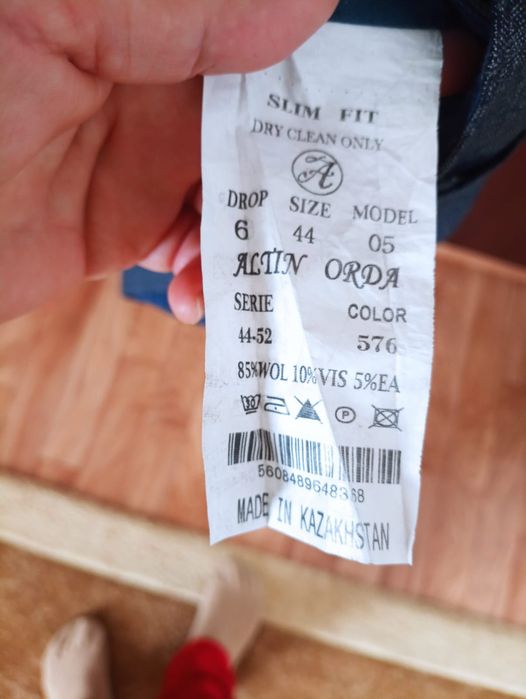 SLIM FIT
DRY CLEAN ONLY
A
DROP SIZE MODEL
6 44 05
ALTIN ORDA
SERIE COLOR
44-52 576
85%WOL 10%VIS 5%EA
P
5608489648368
MADE IN KAZAKHSTAN